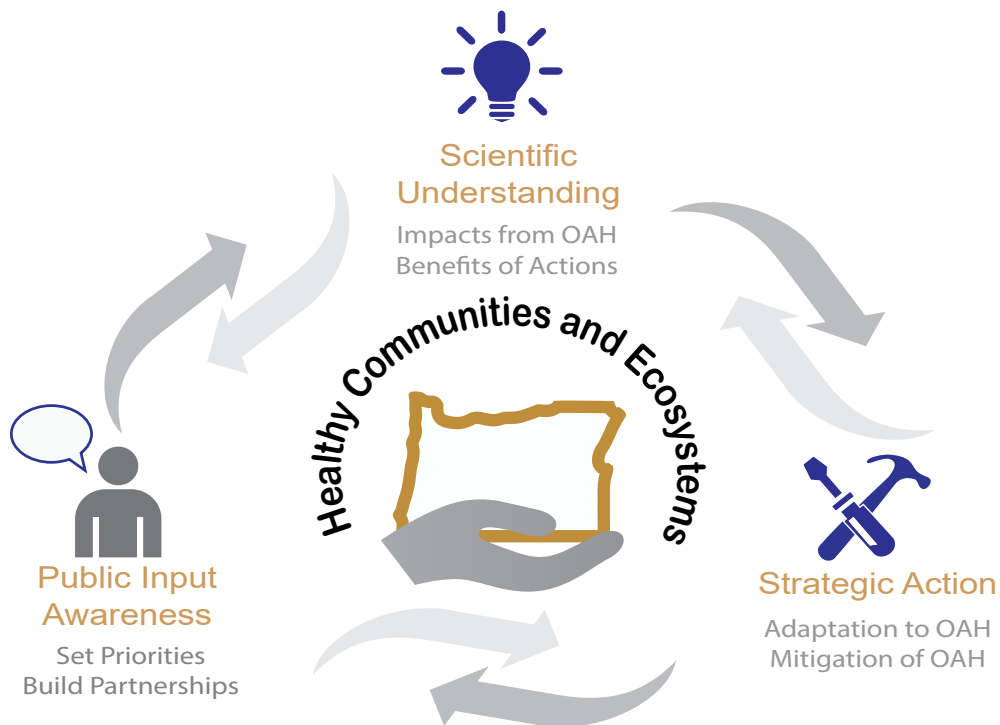 Scientific
Understanding
Impacts from OAH
Benefits of Actions
Healthy Communities and Ecosystems
Public Input
Awareness
Set Priorities
Build Partnerships
Strategic Action
Adaptation to OAH
Mitigation of OAH